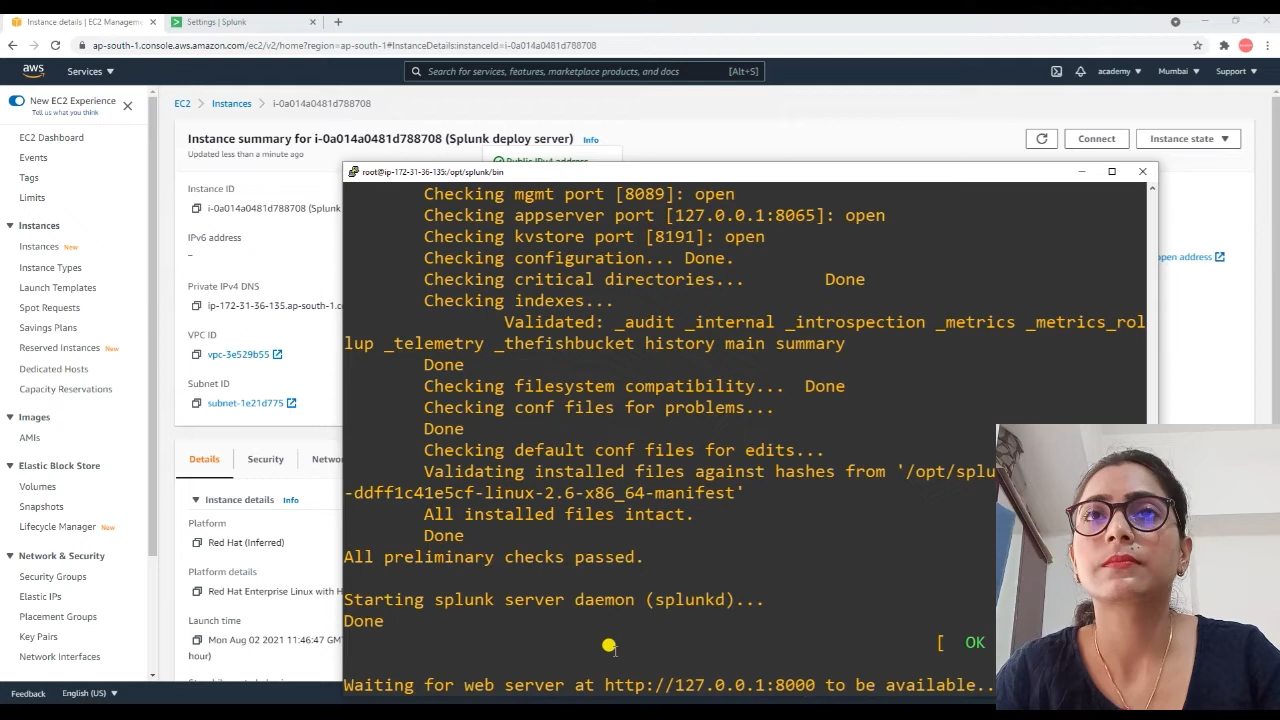 Instance details | EC2 Managem
Settings | Splunk
ap-south-1.console.aws.amazon.com/ec2/v2/home?region=ap-south-1#InstanceDetails:instanceId=i-0a014a0481d788708
aws
Services
Search for services, features, marketplace products, and docs
[Alt+S]
academy
Mumbai
Support
New EC2 Experience
Tell us what you think
EC2 Dashboard
Events
Tags
Limits
Instances
Instances New
Instance Types
Launch Templates
Spot Requests
Savings Plans
Reserved Instances New
Dedicated Hosts
Capacity Reservations
Images
AMIs
Elastic Block Store
Volumes
Snapshots
Lifecycle Manager New
Network & Security
Security Groups
Elastic IPs
Placement Groups
Key Pairs
Network Interfaces
EC2 > Instances > i-0a014a0481d788708
Instance summary for i-0a014a0481d788708 (Splunk deploy server) Info
Updated less than a minute ago
Connect
Instance state
Instance ID
i-0a014a0481d788708 (Splunk
IPv6 address
–
Private IPv4 DNS
ip-172-31-36-135.ap-south-1.c
VPC ID
vpc-3e529b55
Subnet ID
subnet-1e21d775
Public IPv4 address
open address
Details
Security
Networ
Instance details Info
Platform
Red Hat (Inferred)
Platform details
Red Hat Enterprise Linux with H
Launch time
Mon Aug 02 2021 11:46:47
hour)
root@ip-172-31-36-135:/opt/splunk/bin
Checking mgmt port [8089]: open
Checking appserver port [127.0.0.1:8065]: open
Checking kvstore port [8191]: open
Checking configuration... Done.
Checking critical directories... Done
Checking indexes...
Validated: _audit _internal _introspection _metrics _metrics_rol
lup _telemetry _thefishbucket history main summary
Done
Checking filesystem compatibility... Done
Checking conf files for problems...
Done
Checking default conf files for edits...
Validating installed files against hashes from '/opt/splu
-ddff1c41e5cf-linux-2.6-x86_64-manifest'
All installed files intact.
Done
All preliminary checks passed.
Starting splunk server daemon (splunkd)...
Done
[ OK
Waiting for web server at http://127.0.0.1:8000 to be available..
Feedback
English (US)